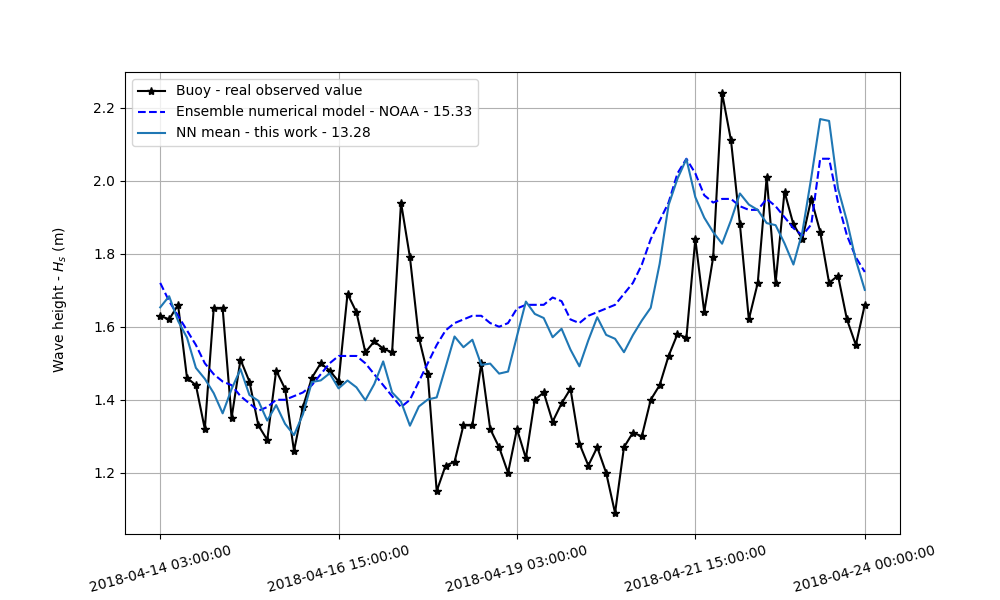 Buoy - real observed value
Ensemble numerical model - NOAA - 15.33
NN mean - this work - 13.28
Wave height - Hₛ (m)
2.2
2.0
1.8
1.6
1.4
1.2
2018-04-14 03:00:00
2018-04-16 15:00:00
2018-04-19 03:00:00
2018-04-21 15:00:00
2018-04-24 00:00:00